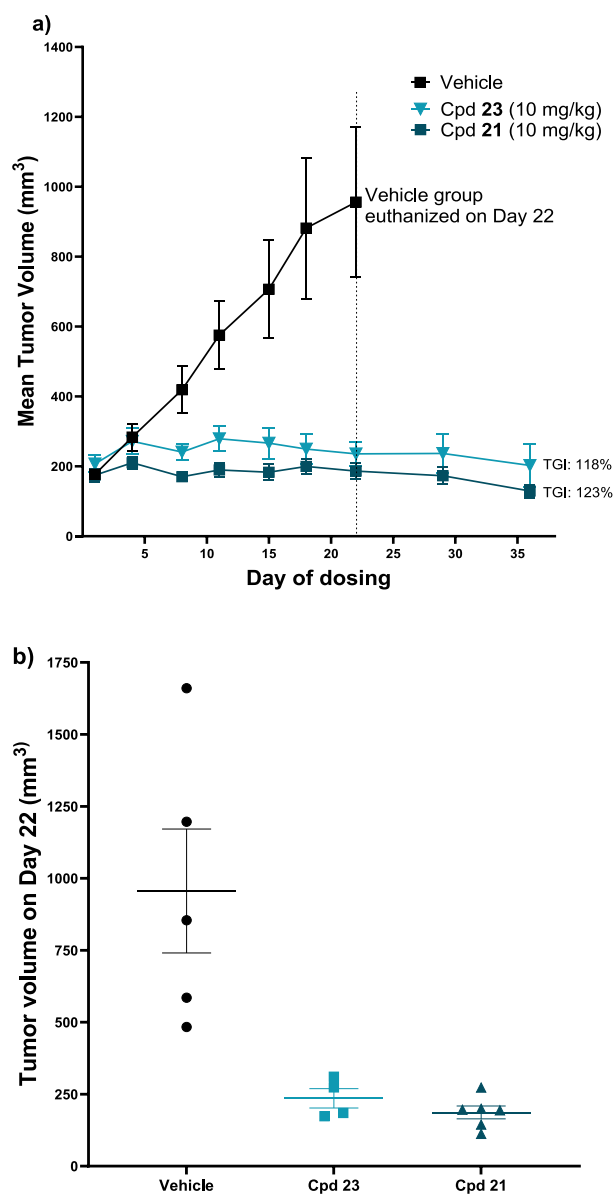 a)
1400
1200
1000
800
600
400
200
0
Mean Tumor Volume (mm³)
Vehicle
Cpd 23 (10 mg/kg)
Cpd 21 (10 mg/kg)
Vehicle group
euthanized on Day 22
TGI: 118%
TGI: 123%
5 10 15 20 25 30 35
Day of dosing
b)
1750
1500
1250
1000
750
500
250
0
Tumor volume on Day 22 (mm³)
Vehicle Cpd 23 Cpd 21